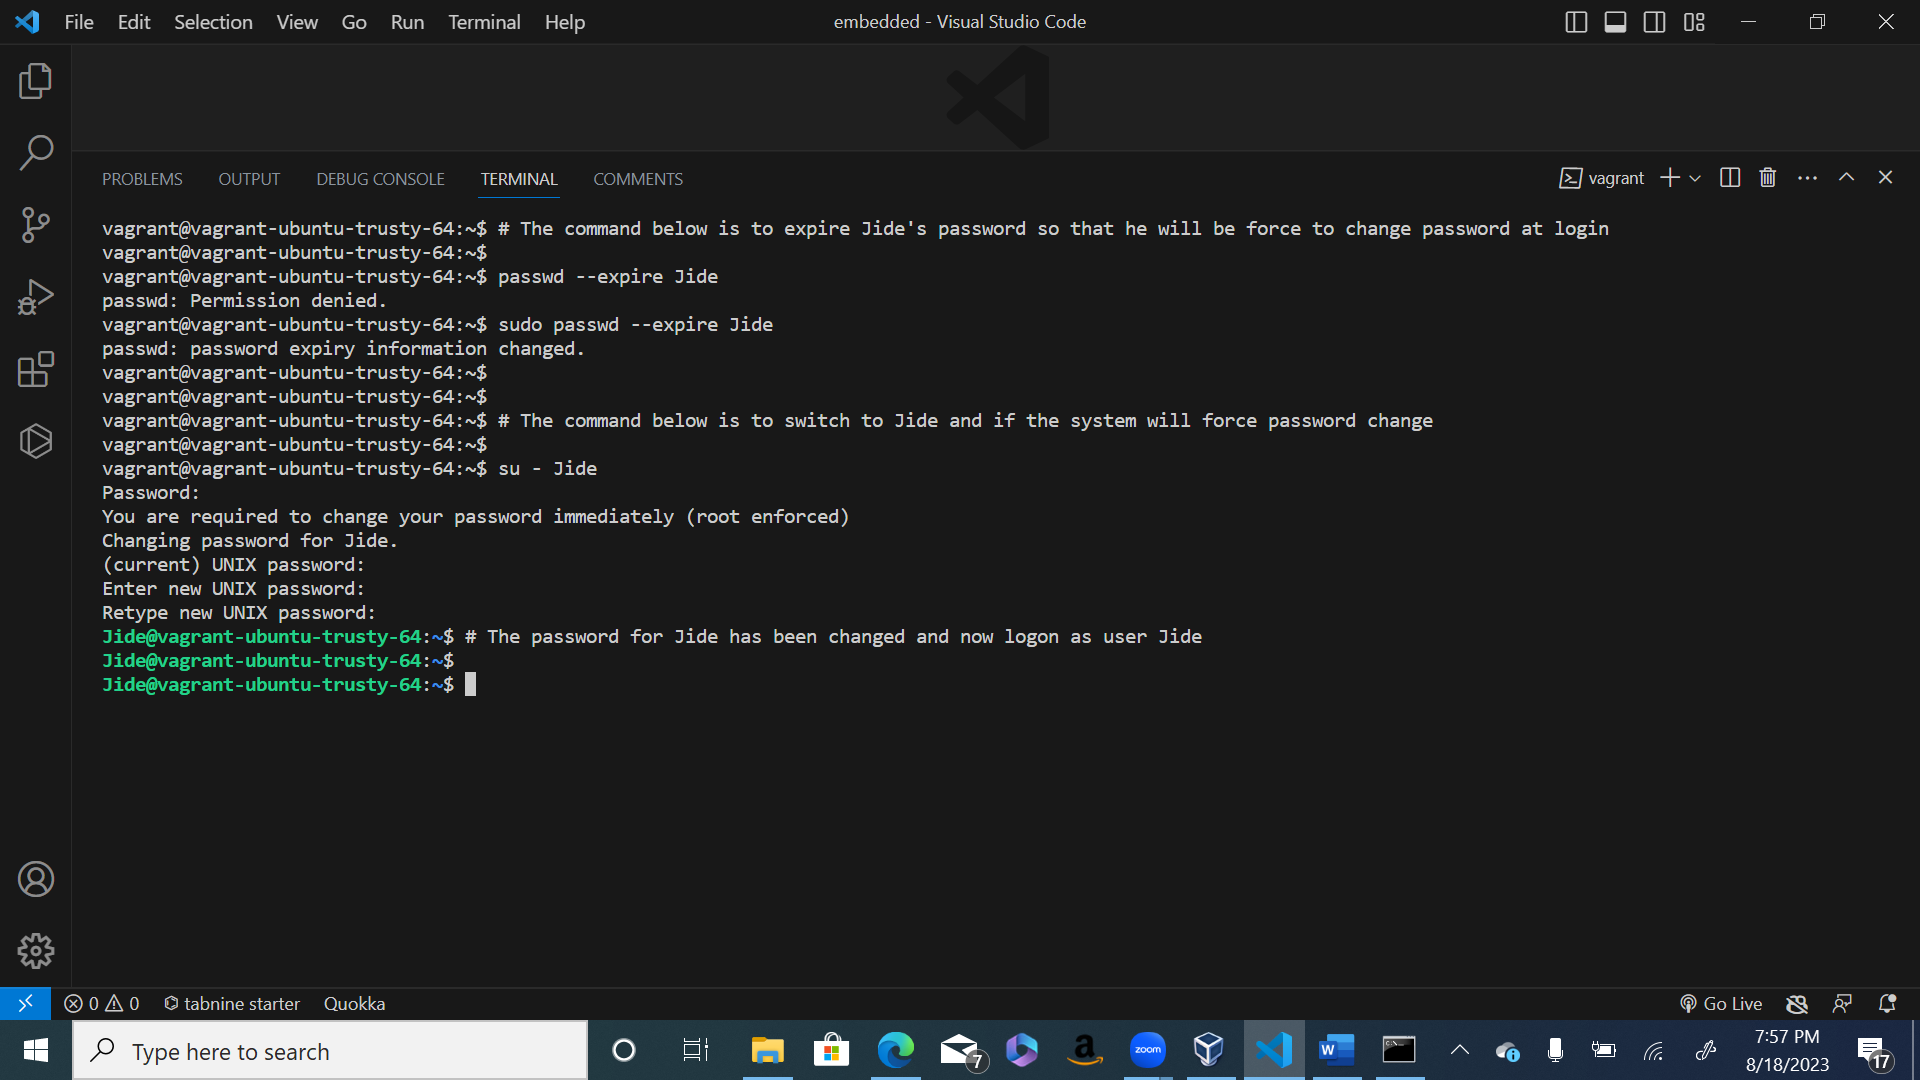 File Edit Selection View Go Run Terminal Help
embedded - Visual Studio Code
PROBLEMS OUTPUT DEBUG CONSOLE TERMINAL COMMENTS
vagrant
vagrant@vagrant-ubuntu-trusty-64:~$ # The command below is to expire Jide's password so that he will be force to change password at login
vagrant@vagrant-ubuntu-trusty-64:~$
vagrant@vagrant-ubuntu-trusty-64:~$ passwd --expire Jide
passwd: Permission denied.
vagrant@vagrant-ubuntu-trusty-64:~$ sudo passwd --expire Jide
passwd: password expiry information changed.
vagrant@vagrant-ubuntu-trusty-64:~$
vagrant@vagrant-ubuntu-trusty-64:~$
vagrant@vagrant-ubuntu-trusty-64:~$ # The command below is to switch to Jide and if the system will force password change
vagrant@vagrant-ubuntu-trusty-64:~$
vagrant@vagrant-ubuntu-trusty-64:~$ su - Jide
Password:
You are required to change your password immediately (root enforced)
Changing password for Jide.
(current) UNIX password:
Enter new UNIX password:
Retype new UNIX password:
Jide@vagrant-ubuntu-trusty-64:~$ # The password for Jide has been changed and now logon as user Jide
Jide@vagrant-ubuntu-trusty-64:~$
Jide@vagrant-ubuntu-trusty-64:~$
0 0 tabnine starter Quokka
Go Live
Type here to search
7
a
zoom
W
7:57 PM
8/18/2023
17